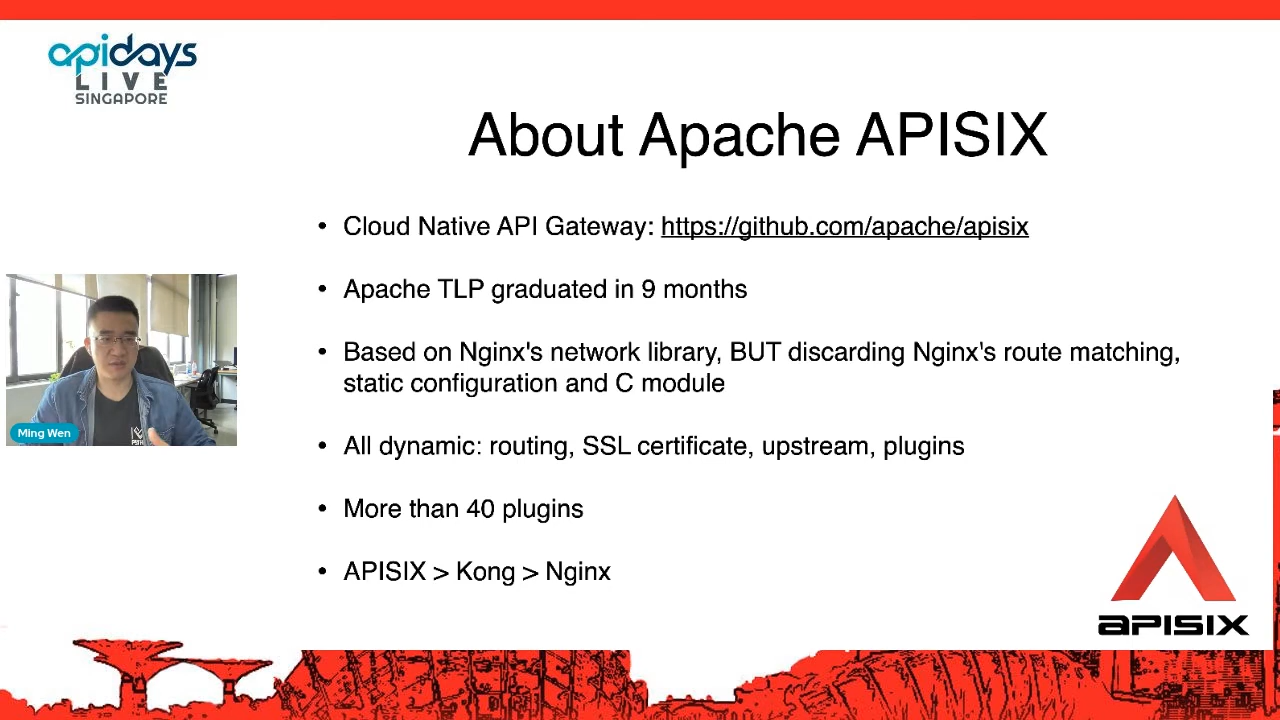 apidays
LIVE
SINGAPORE
About Apache APISIX
• Cloud Native API Gateway: https://github.com/apache/apisix
• Apache TLP graduated in 9 months
• Based on Nginx's network library, BUT discarding Nginx's route matching,
static configuration and C module
• All dynamic: routing, SSL certificate, upstream, plugins
• More than 40 plugins
• APISIX > Kong > Nginx
Ming Wen
APISIX